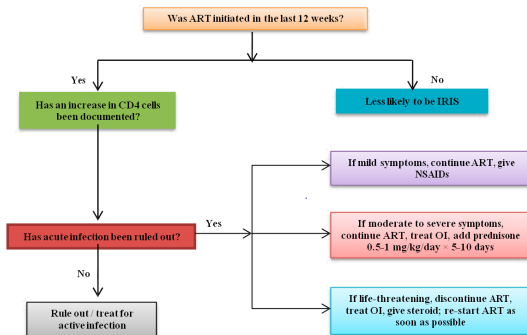 Was ART initiated in the last 12 weeks?
Yes
No
Has an increase in CD4 cells
been documented?
Less likely to be IRIS
If mild symptoms, continue ART, give
NSAIDs
Has acute infection been ruled out?
Yes
If moderate to severe symptoms,
continue ART, treat OI, add prednisone
0.5-1 mg/kg/day × 5-10 days
No
Rule out / treat for
active infection
If life-threatening, discontinue ART,
treat OI, give steroid; re-start ART as
soon as possible